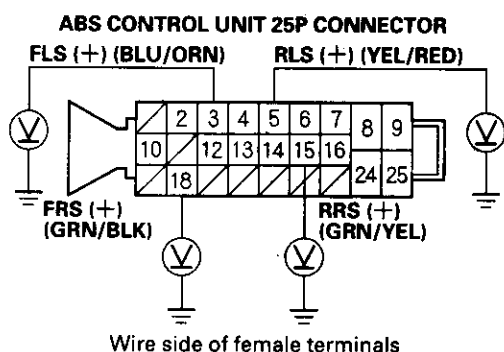 ABS CONTROL UNIT 25P CONNECTOR
FLS (+) (BLU/ORN) RLS (+) (YEL/RED)
2 3 4 5 6 7 8 9
10 12 13 14 15 16
18 24 25
FRS (+) RRS (+)
(GRN/BLK) (GRN/YEL)
V V
V V
Wire side of female terminals